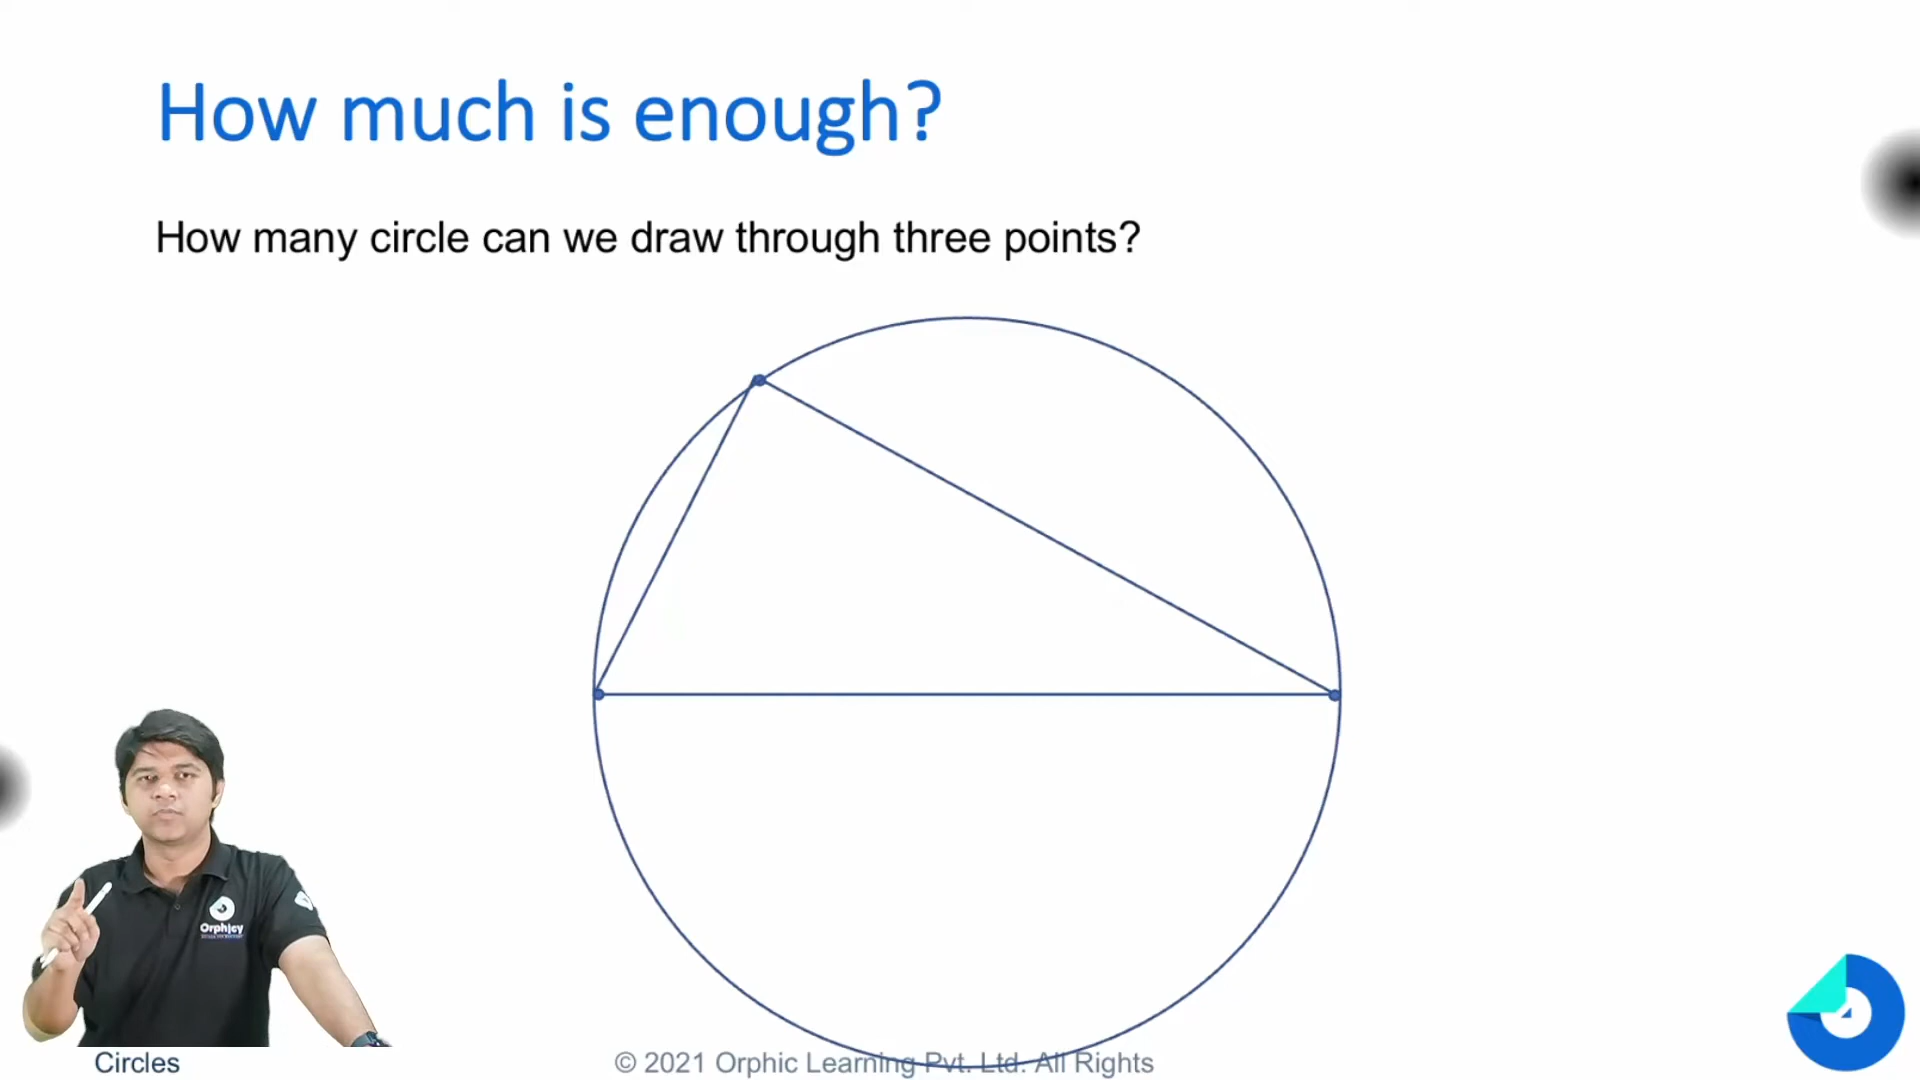 How much is enough?
How many circle can we draw through three points?
Orphicy
Circles
© 2021 Orphic Learning Pvt. Ltd. All Rights